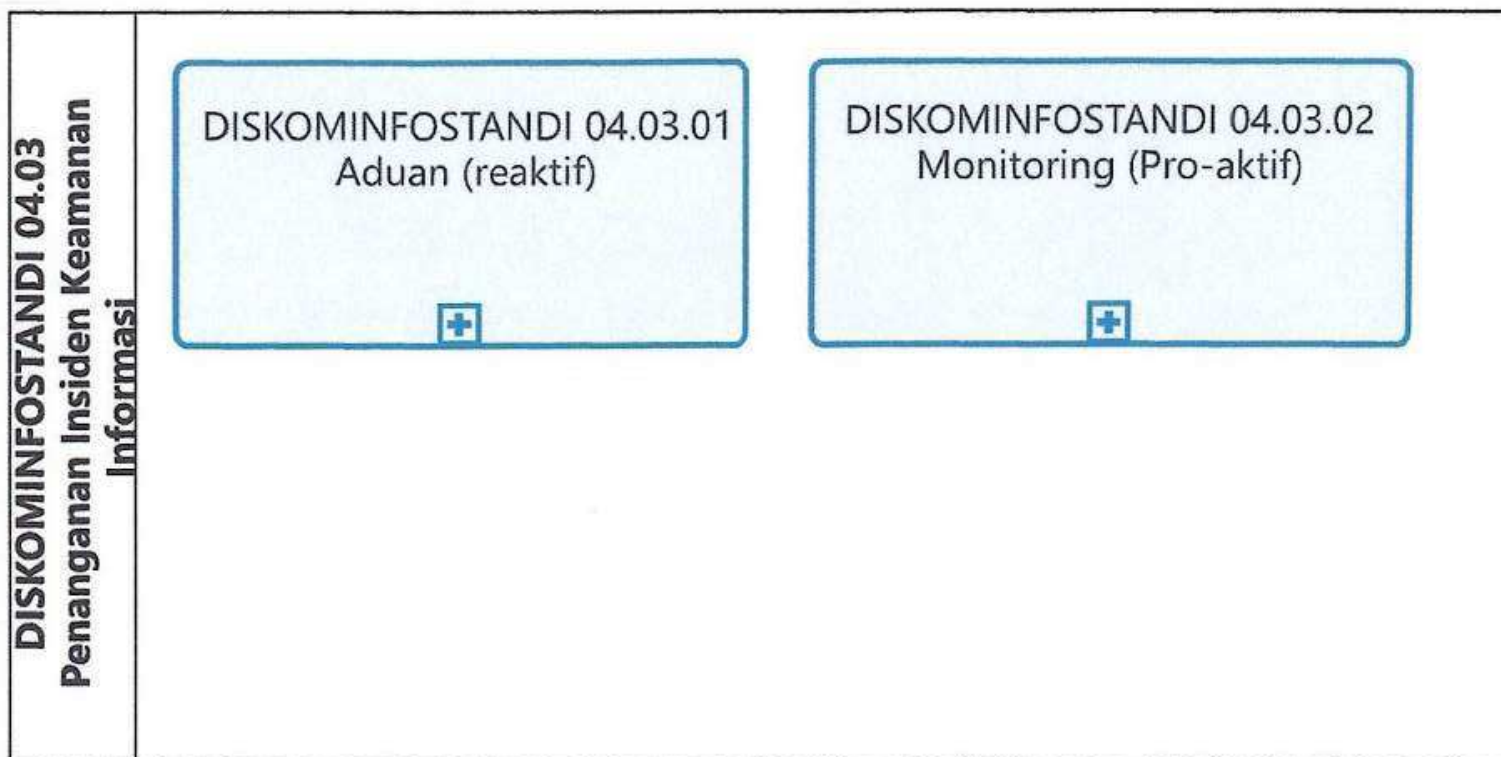 DISKOMINFOSTANDI 04.03
Penanganan Insiden Keamanan
Informasi
DISKOMINFOSTANDI 04.03.01
Aduan (reaktif)
DISKOMINFOSTANDI 04.03.02
Monitoring (Pro-aktif)